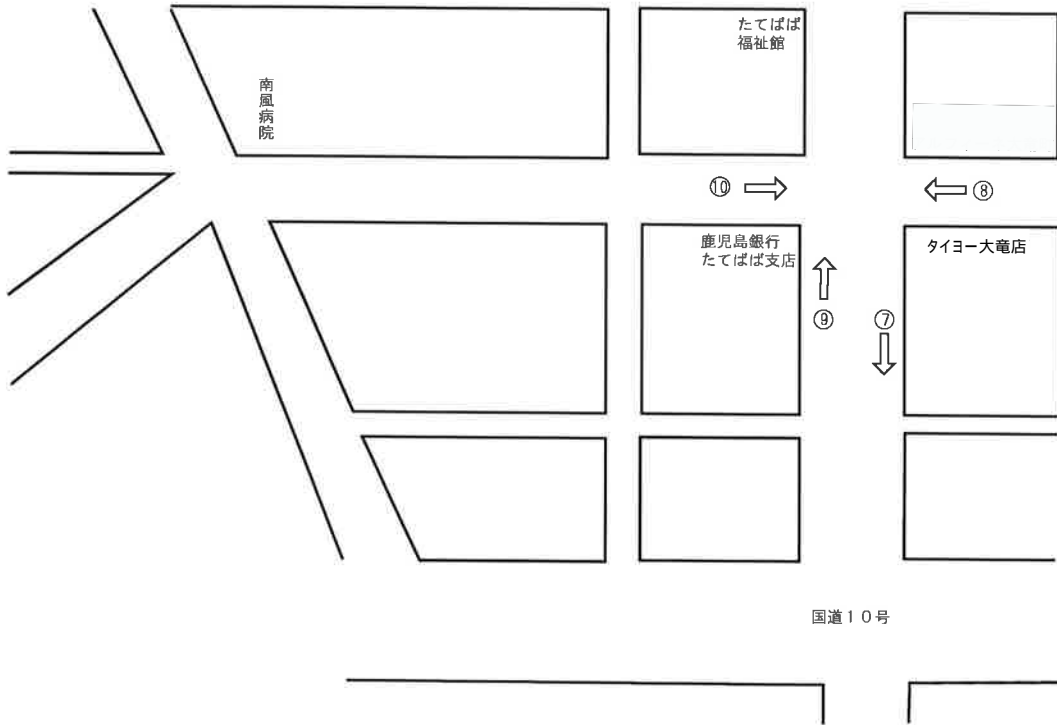 たてばば
福祉館
南風病院
⑩
⑧
鹿児島銀行
たてばば支店
タイヨー大竜店
⑨
⑦
国道１０号